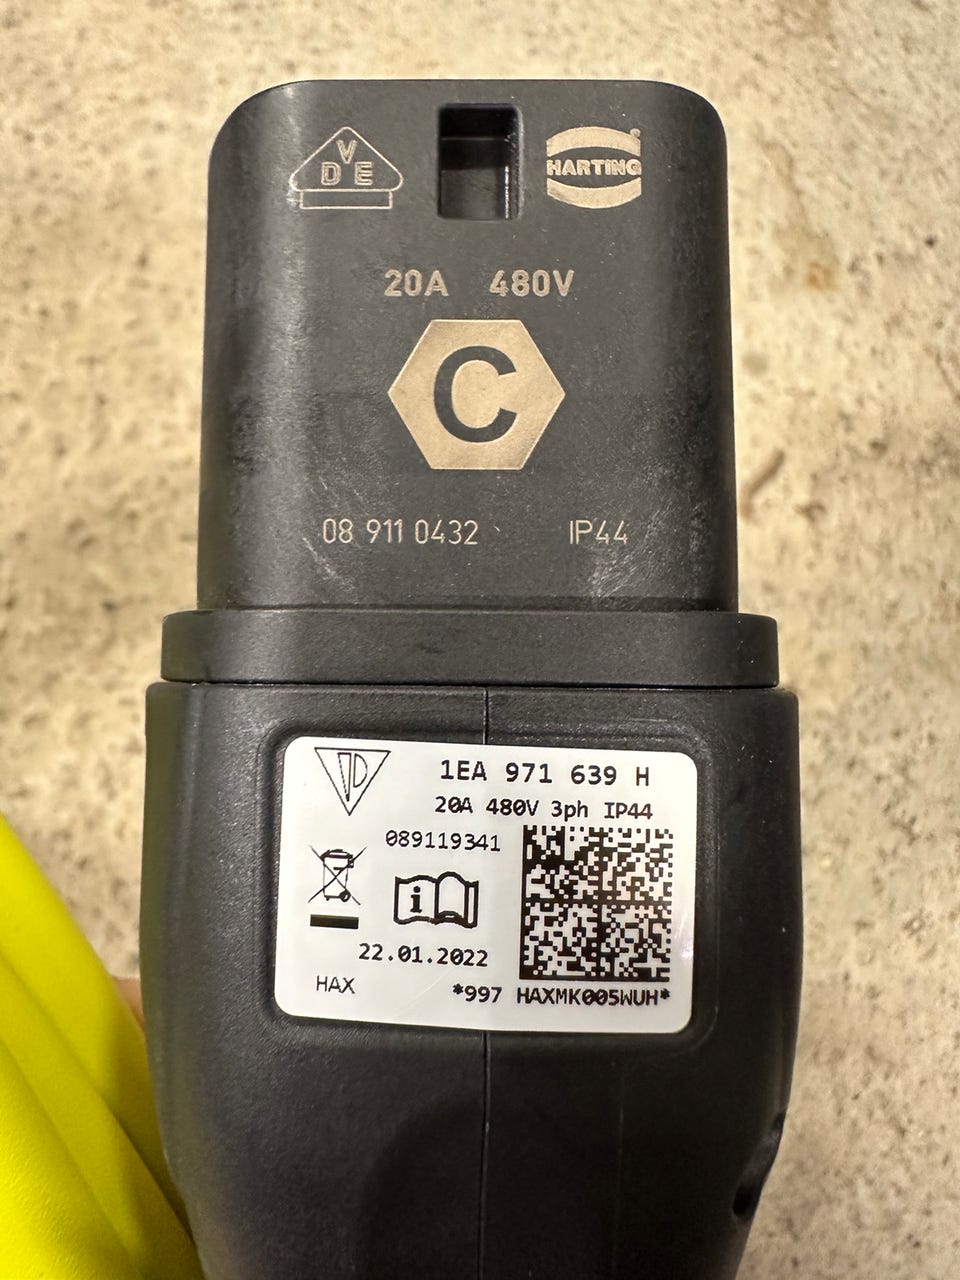 VDE
HARTING®
20A 480V
C
08 911 0432 IP44
1EA 971 639 H
20A 480V 3ph IP44
089119341
i
22.01.2022
HAX
*997 HAXMK005WUH*